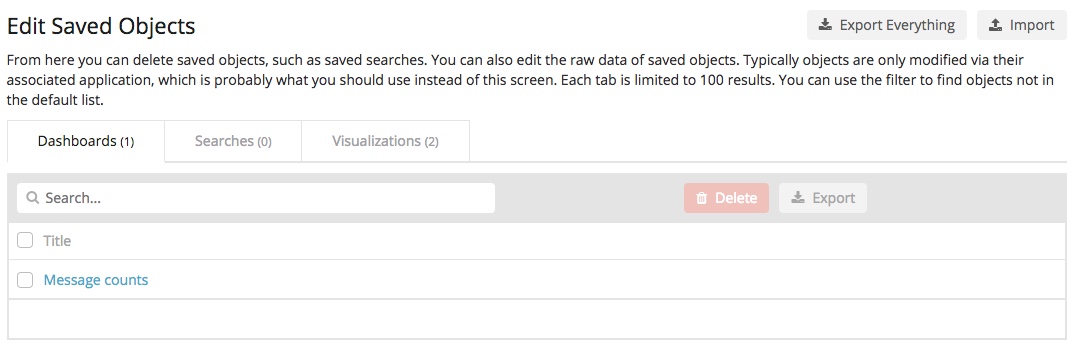 Edit Saved Objects
Export Everything
Import
From here you can delete saved objects, such as saved searches. You can also edit the raw data of saved objects. Typically objects are only modified via their
associated application, which is probably what you should use instead of this screen. Each tab is limited to 100 results. You can use the filter to find objects not in
the default list.
Dashboards (1)
Searches (0)
Visualizations (2)
Search...
Delete
Export
Title
Message counts